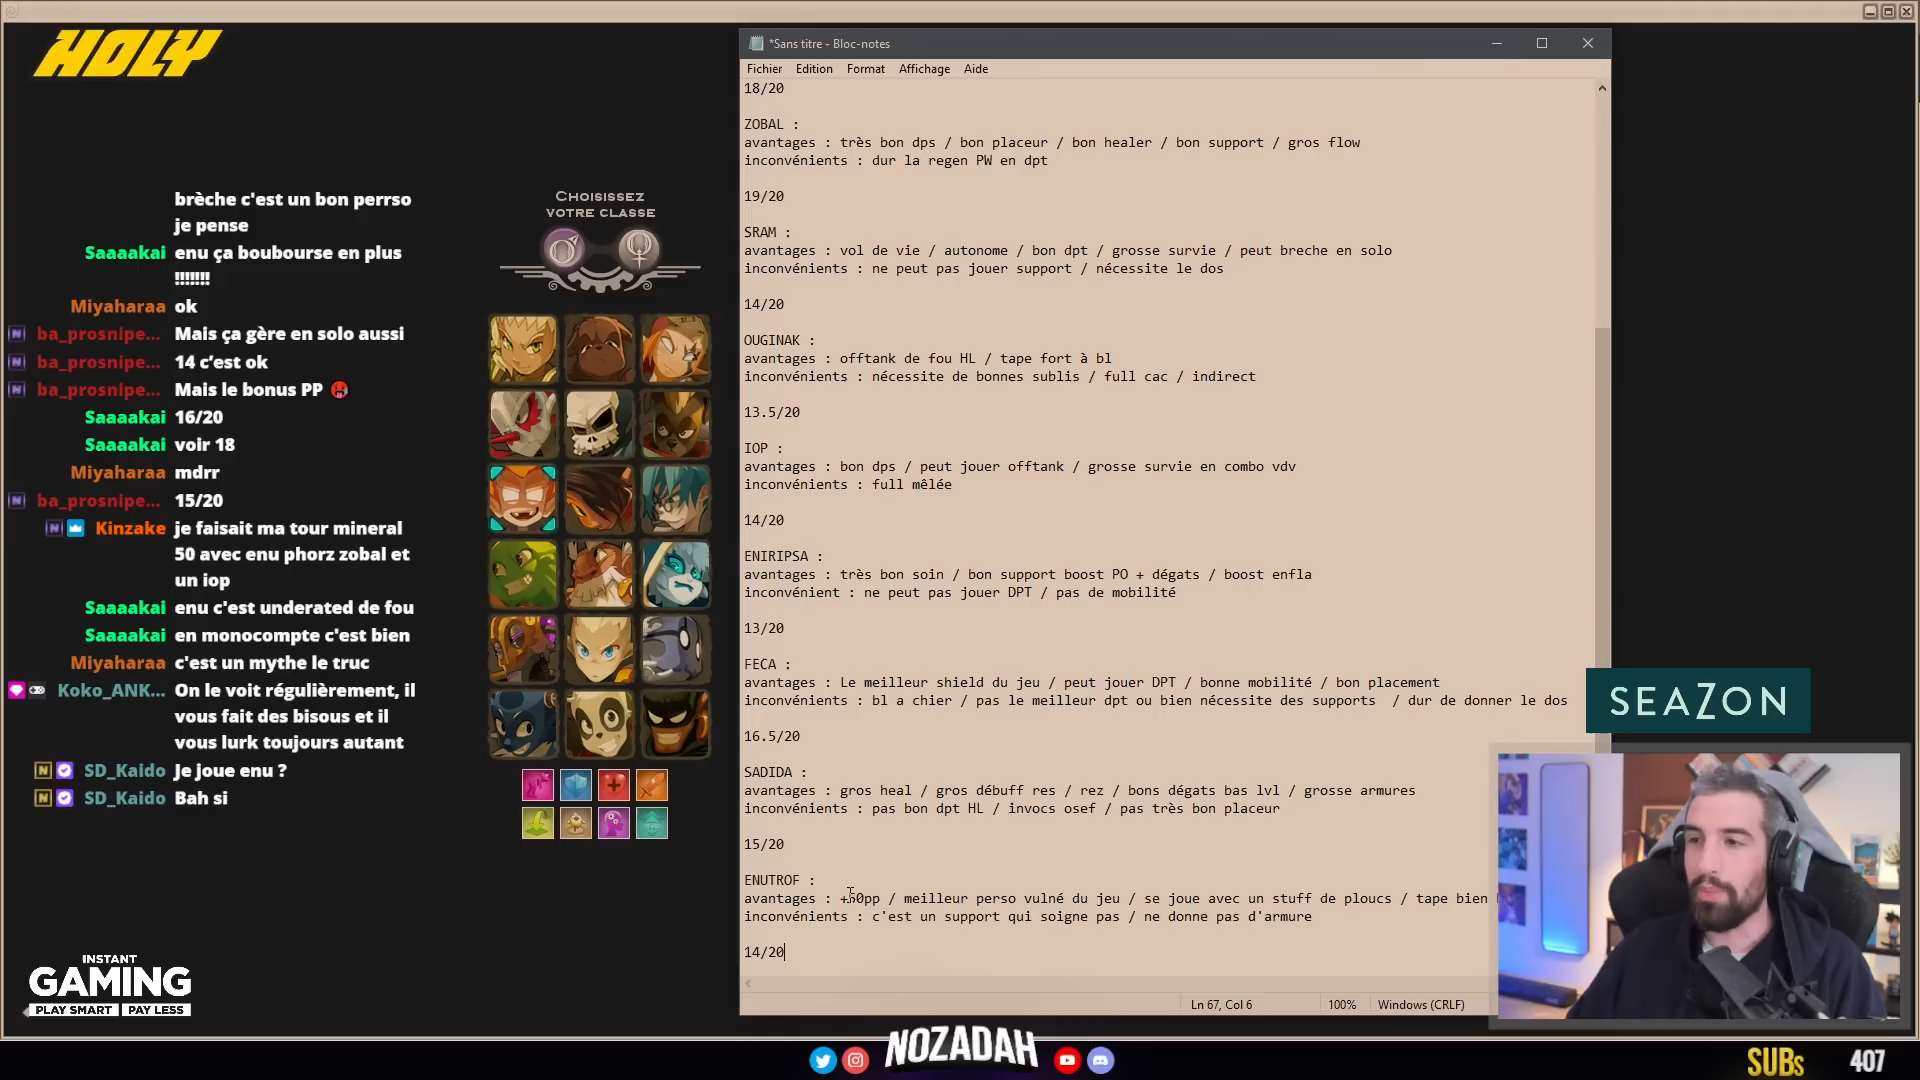 HOLY
brèche c'est un bon perrso
je pense
Saaaakai enu ça boubourse en plus
!!!!!!!
Miyaharaa ok
ba_prosnipe... Mais ça gère en solo aussi
ba_prosnipe... 14 c’est ok
ba_prosnipe... Mais le bonus PP
Saaaakai 16/20
Saaaakai voir 18
Miyaharaa mdrr
ba_prosnipe... 15/20
Kinzake je faisait ma tour mineral
50 avec enu phorz zobal et
un iop
Saaaakai enu c'est underated de fou
Saaaakai en monocompte c'est bien
Miyaharaa c'est un mythe le truc
Koko_ANK... On le voit régulièrement, il
vous fait des bisous et il
vous lurk toujours autant
SD_Kaido Je joue enu ?
SD_Kaido Bah si
INSTANT
GAMING
PLAY SMART PAY LESS
CHOISISSEZ
VOTRE CLASSE
*Sans titre - Bloc-notes
Fichier Edition Format Affichage Aide
18/20
ZOBAL :
avantages : très bon dps / bon placeur / bon healer / bon support / gros flow
inconvénients : dur la regen PW en dpt
19/20
SRAM :
avantages : vol de vie / autonome / bon dpt / grosse survie / peut breche en solo
inconvénients : ne peut pas jouer support / nécessite le dos
14/20
OUGINAK :
avantages : offtank de fou HL / tape fort à bl
inconvénients : nécessite de bonnes sublis / full cac / indirect
13.5/20
IOP :
avantages : bon dps / peut jouer offtank / grosse survie en combo vdv
inconvénients : full mêlée
14/20
ENIRIPSA :
avantages : très bon soin / bon support boost PO + dégats / boost enfla
inconvénient : ne peut pas jouer DPT / pas de mobilité
13/20
FECA :
avantages : Le meilleur shield du jeu / peut jouer DPT / bonne mobilité / bon placement
inconvénients : bl a chier / pas le meilleur dpt ou bien nécessite des supports / dur de donner le dos
16.5/20
SADIDA :
avantages : gros heal / gros débuff res / rez / bons dégats bas lvl / grosse armures
inconvénients : pas bon dpt HL / invocs osef / pas très bon placeur
15/20
ENUTROF :
avantages : +60pp / meilleur perso vulné du jeu / se joue avec un stuff de ploucs / tape bien
inconvénients : c'est un support qui soigne pas / ne donne pas d'armure
14/20
Ln 67, Col 6 100% Windows (CRLF)
SEAZON
NOZADAH
SUBs 407